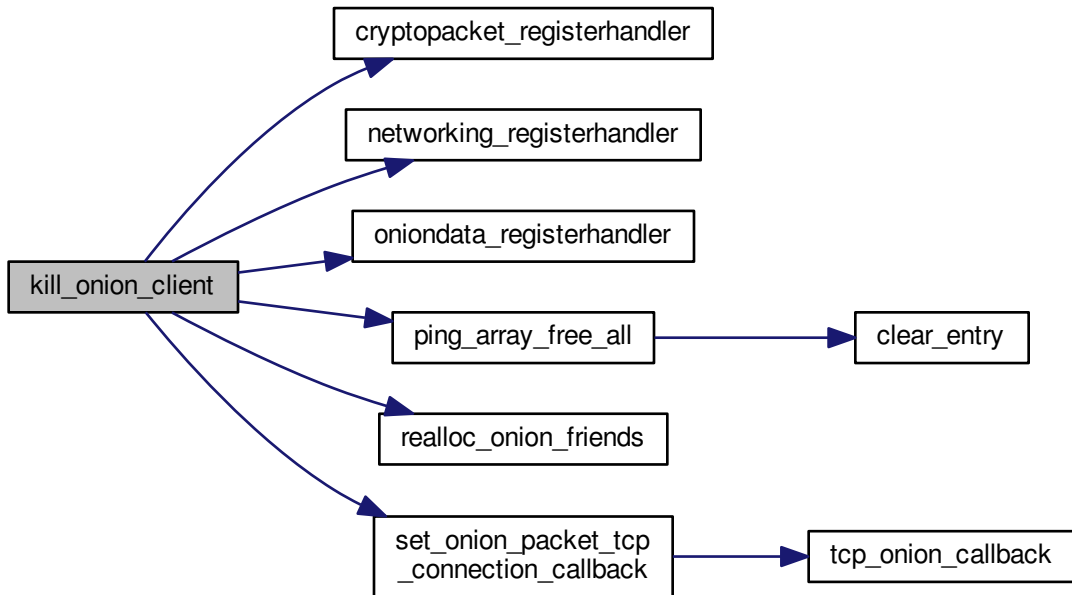 cryptopacket_registerhandler
networking_registerhandler
oniondata_registerhandler
kill_onion_client
ping_array_free_all
clear_entry
realloc_onion_friends
set_onion_packet_tcp
_connection_callback
tcp_onion_callback